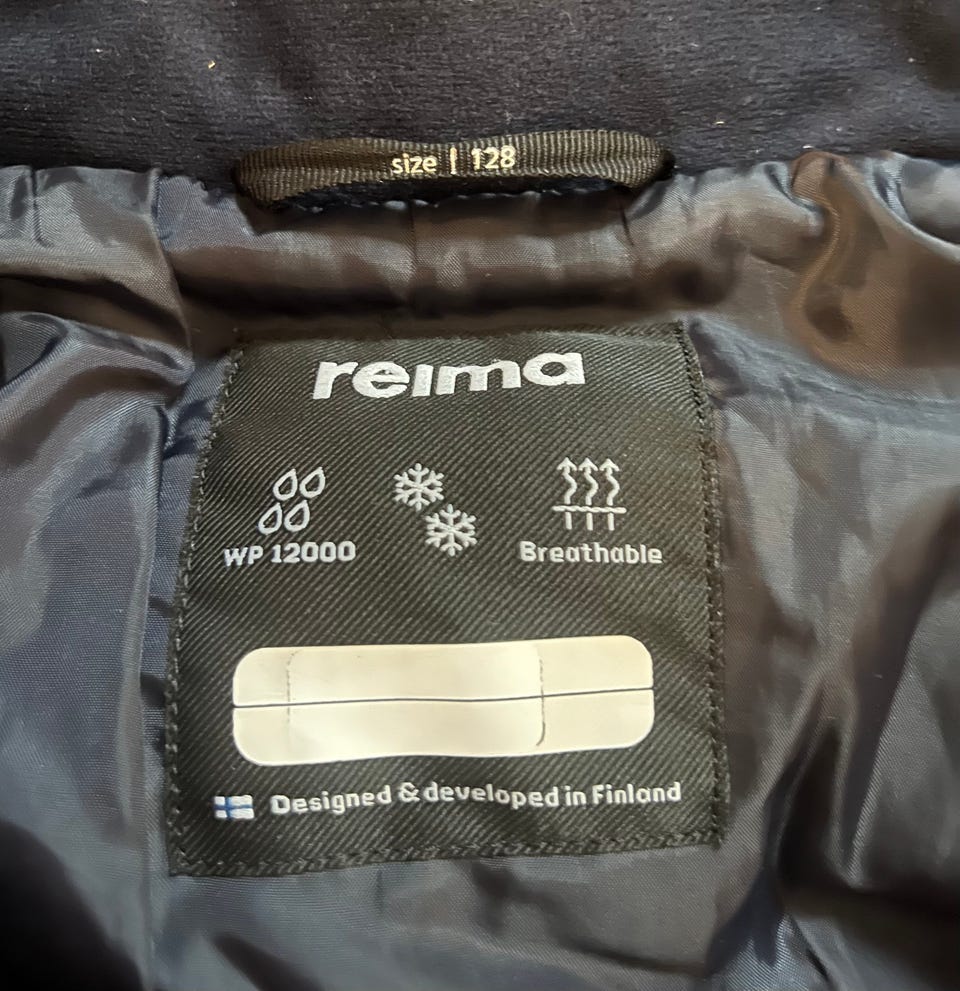 size | 128
reima
WP 12000
Breathable
Designed & developed in Finland